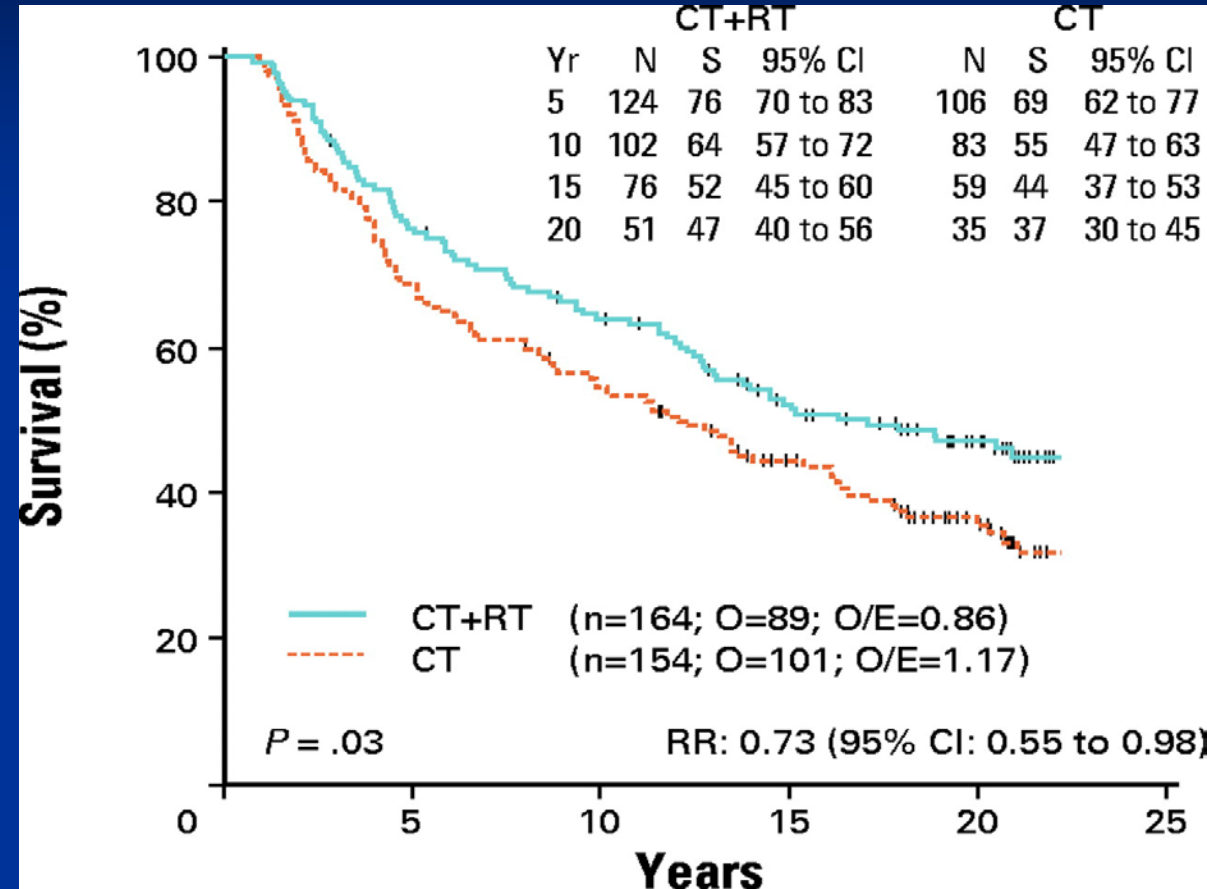 CT+RT CT
Yr N S 95% CI N S 95% CI
5 124 76 70 to 83 106 69 62 to 77
10 102 64 57 to 72 83 55 47 to 63
15 76 52 45 to 60 59 44 37 to 53
20 51 47 40 to 56 35 37 30 to 45
100
80
60
40
20
Survival (%)
CT+RT (n=164; O=89; O/E=0.86)
CT (n=154; O=101; O/E=1.17)
P = .03 RR: 0.73 (95% CI: 0.55 to 0.98)
0 5 10 15 20 25
Years